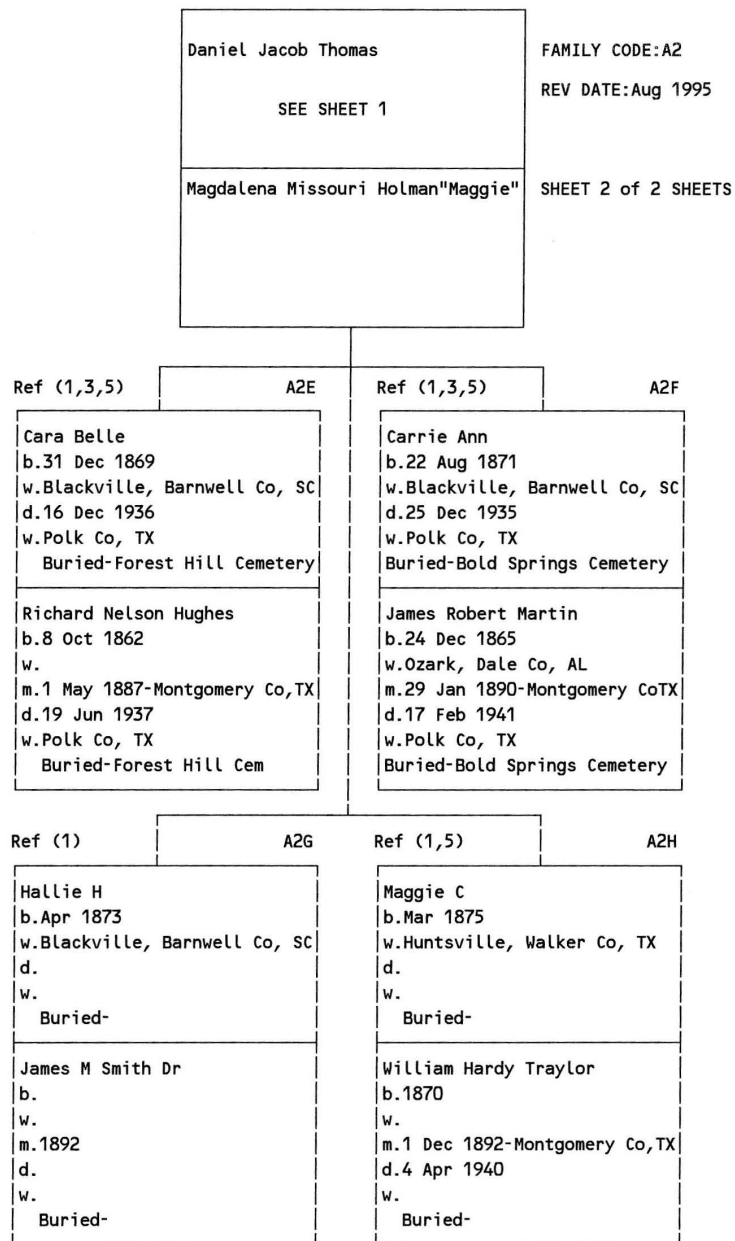 Daniel Jacob Thomas
SEE SHEET 1
FAMILY CODE:A2
REV DATE:Aug 1995
Magdalena Missouri Holman"Maggie"
SHEET 2 of 2 SHEETS
Ref (1,3,5) A2E
Cara Belle
b.31 Dec 1869
w.Blackville, Barnwell Co, SC
d.16 Dec 1936
w.Polk Co, TX
Buried-Forest Hill Cemetery
Richard Nelson Hughes
b.8 Oct 1862
w.
m.1 May 1887-Montgomery Co,TX
d.19 Jun 1937
w.Polk Co, TX
Buried-Forest Hill Cem
Ref (1,3,5) A2F
Carrie Ann
b.22 Aug 1871
w.Blackville, Barnwell Co, SC
d.25 Dec 1935
w.Polk Co, TX
Buried-Bold Springs Cemetery
James Robert Martin
b.24 Dec 1865
w.Ozark, Dale Co, AL
m.29 Jan 1890-Montgomery CoTX
d.17 Feb 1941
w.Polk Co, TX
Buried-Bold Springs Cemetery
Ref (1) A2G
Hallie H
b.Apr 1873
w.Blackville, Barnwell Co, SC
d.
w.
Buried-
James M Smith Dr
b.
w.
m.1892
d.
w.
Buried-
Ref (1,5) A2H
Maggie C
b.Mar 1875
w.Huntsville, Walker Co, TX
d.
w.
Buried-
William Hardy Traylor
b.1870
w.
m.1 Dec 1892-Montgomery Co,TX
d.4 Apr 1940
w.
Buried-